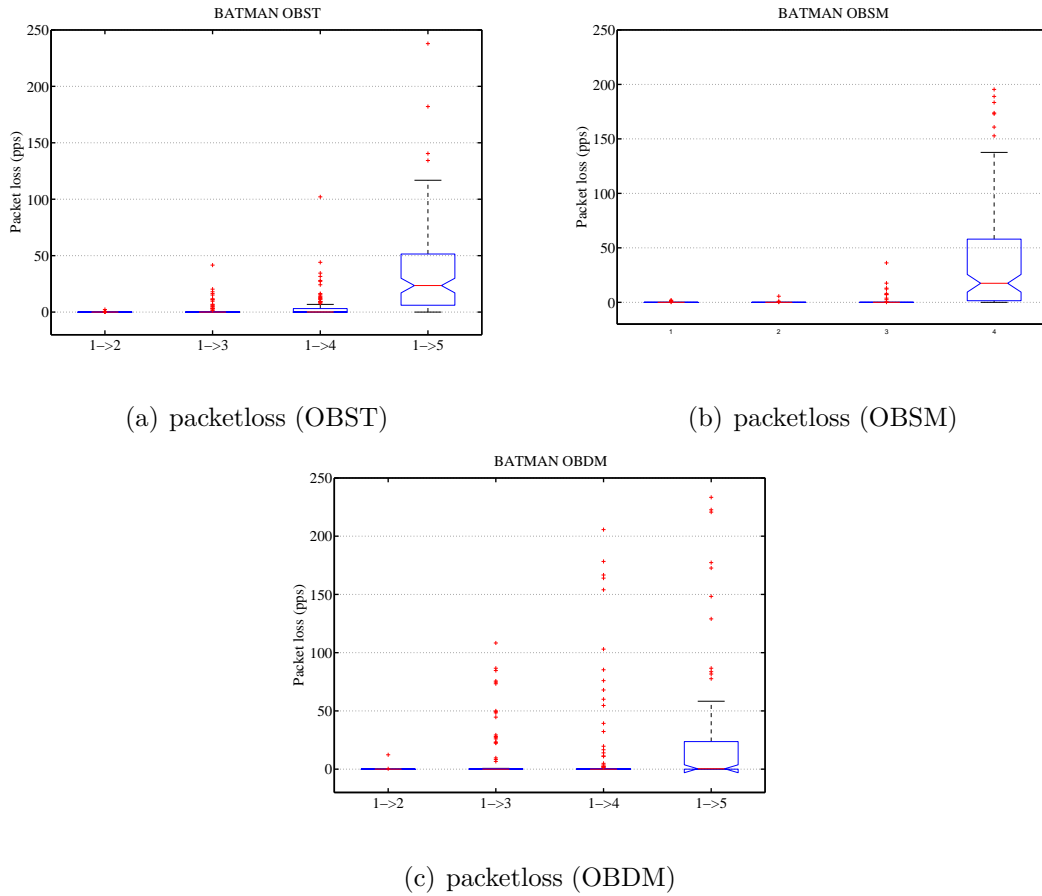 BATMAN OBST
250
200
150
100
50
0
Packet loss (pps)
1−>2 1−>3 1−>4 1−>5
(a) packetloss (OBST)
BATMAN OBSM
250
200
150
100
50
0
Packet loss (pps)
1 2 3 4
(b) packetloss (OBSM)
BATMAN OBDM
250
200
150
100
50
0
Packet loss (pps)
1−>2 1−>3 1−>4 1−>5
(c) packetloss (OBDM)